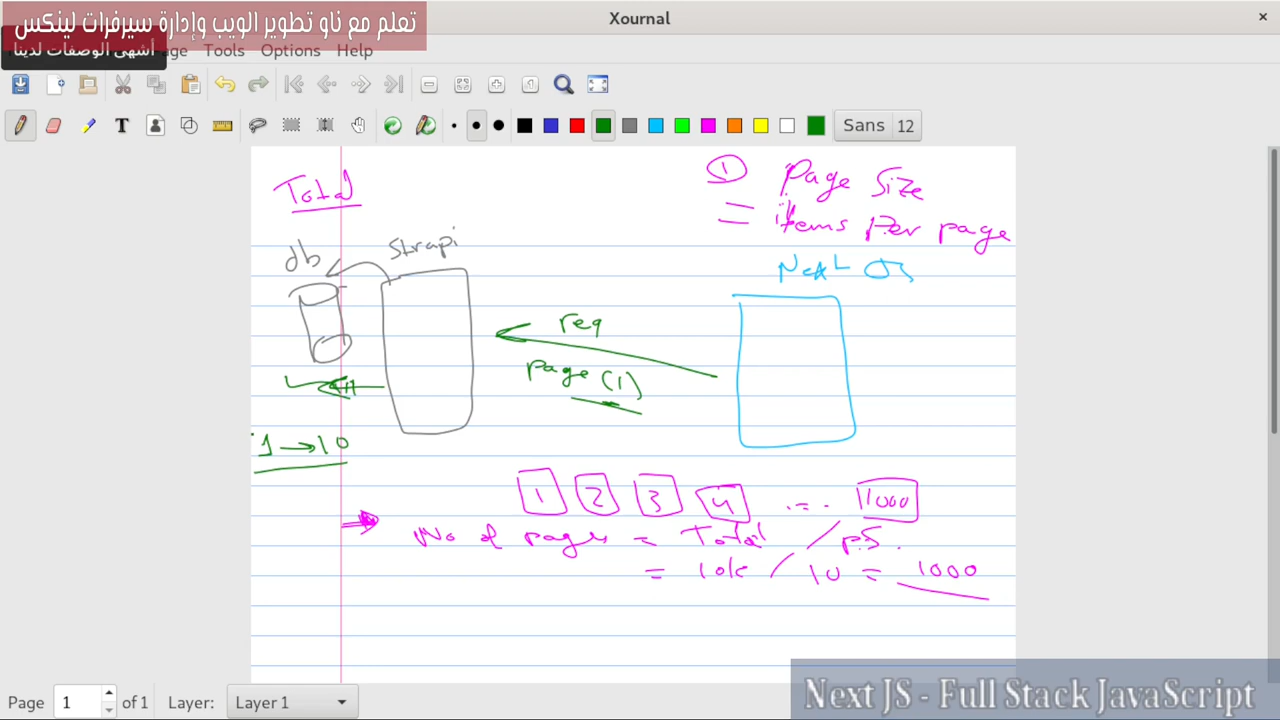 Xournal
تعلم مع ناو تطوير الويب وإدارة سيرفرات لينكس
أشهى الوصفات لدينا
Tools Options Help
Sans 12
Total
① Page Size
= items Per page
db
Strapi
Next JS
req
page (1)
1 → 10
1 2 3 4 ... 1000
No of pages = Total / p.S.
= 10k / 10 = 1000
Page 1 of 1 Layer: Layer 1
Next JS - Full Stack JavaScript